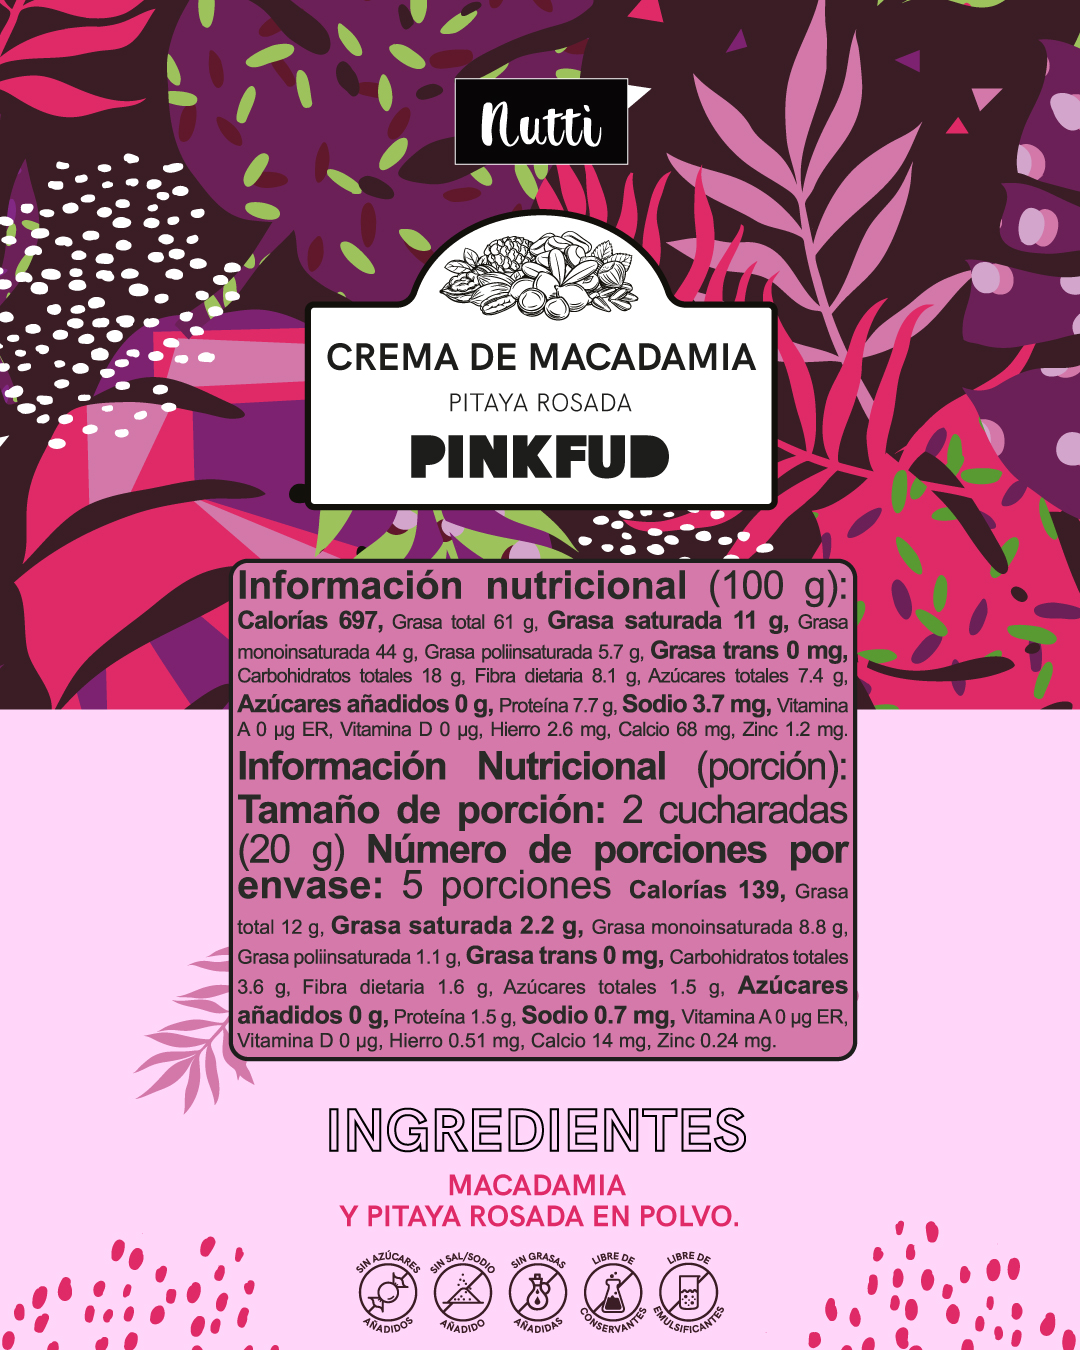 Nutti
CREMA DE MACADAMIA
PITAYA ROSADA
PINKFUD
Información nutricional (100 g):
Calorías 697, Grasa total 61 g, Grasa saturada 11 g, Grasa
monoinsaturada 44 g, Grasa poliinsaturada 5.7 g, Grasa trans 0 mg,
Carbohidratos totales 18 g, Fibra dietaria 8.1 g, Azúcares totales 7.4 g,
Azúcares añadidos 0 g, Proteína 7.7 g, Sodio 3.7 mg, Vitamina
A 0 µg ER, Vitamina D 0 µg, Hierro 2.6 mg, Calcio 68 mg, Zinc 1.2 mg.
Información Nutricional (porción):
Tamaño de porción: 2 cucharadas
(20 g) Número de porciones por
envase: 5 porciones Calorías 139, Grasa
total 12 g, Grasa saturada 2.2 g, Grasa monoinsaturada 8.8 g,
Grasa poliinsaturada 1.1 g, Grasa trans 0 mg, Carbohidratos totales
3.6 g, Fibra dietaria 1.6 g, Azúcares totales 1.5 g, Azúcares
añadidos 0 g, Proteína 1.5 g, Sodio 0.7 mg, Vitamina A 0 µg ER,
Vitamina D 0 µg, Hierro 0.51 mg, Calcio 14 mg, Zinc 0.24 mg.
INGREDIENTES
MACADAMIA
Y PITAYA ROSADA EN POLVO.
SIN AZÚCARES AÑADIDOS
SIN SAL/SODIO AÑADIDO
SIN GRASAS AÑADIDAS
LIBRE DE CONSERVANTES
LIBRE DE EMULSIFICANTES